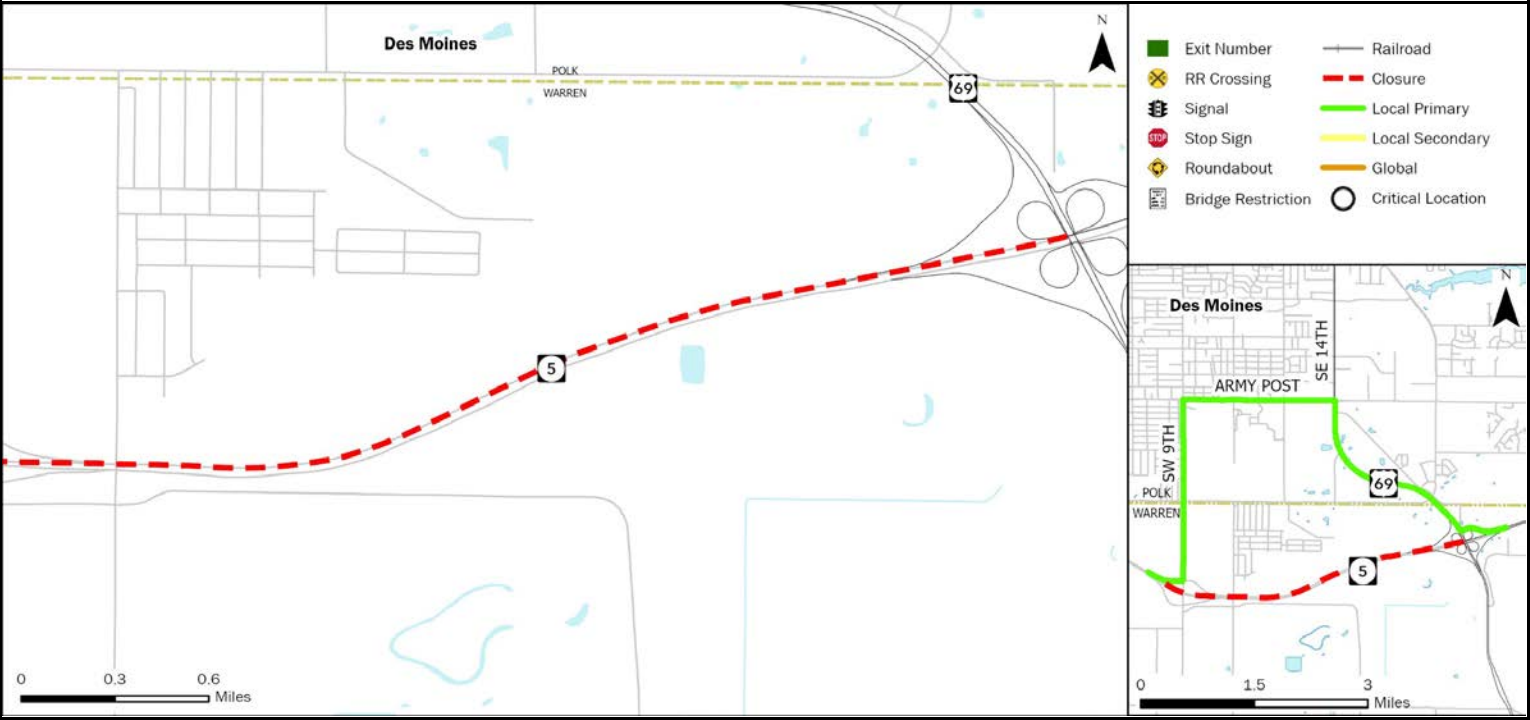 Des Moines
POLK
WARREN
69
5
N
0 0.3 0.6
Miles
Exit Number
RR Crossing
Signal
STOP
Stop Sign
Roundabout
Bridge Restriction
Railroad
Closure
Local Primary
Local Secondary
Global
Critical Location
N
Des Moines
SE 14TH
ARMY POST
SW 9TH
69
POLK
WARREN
5
0 1.5 3
Miles